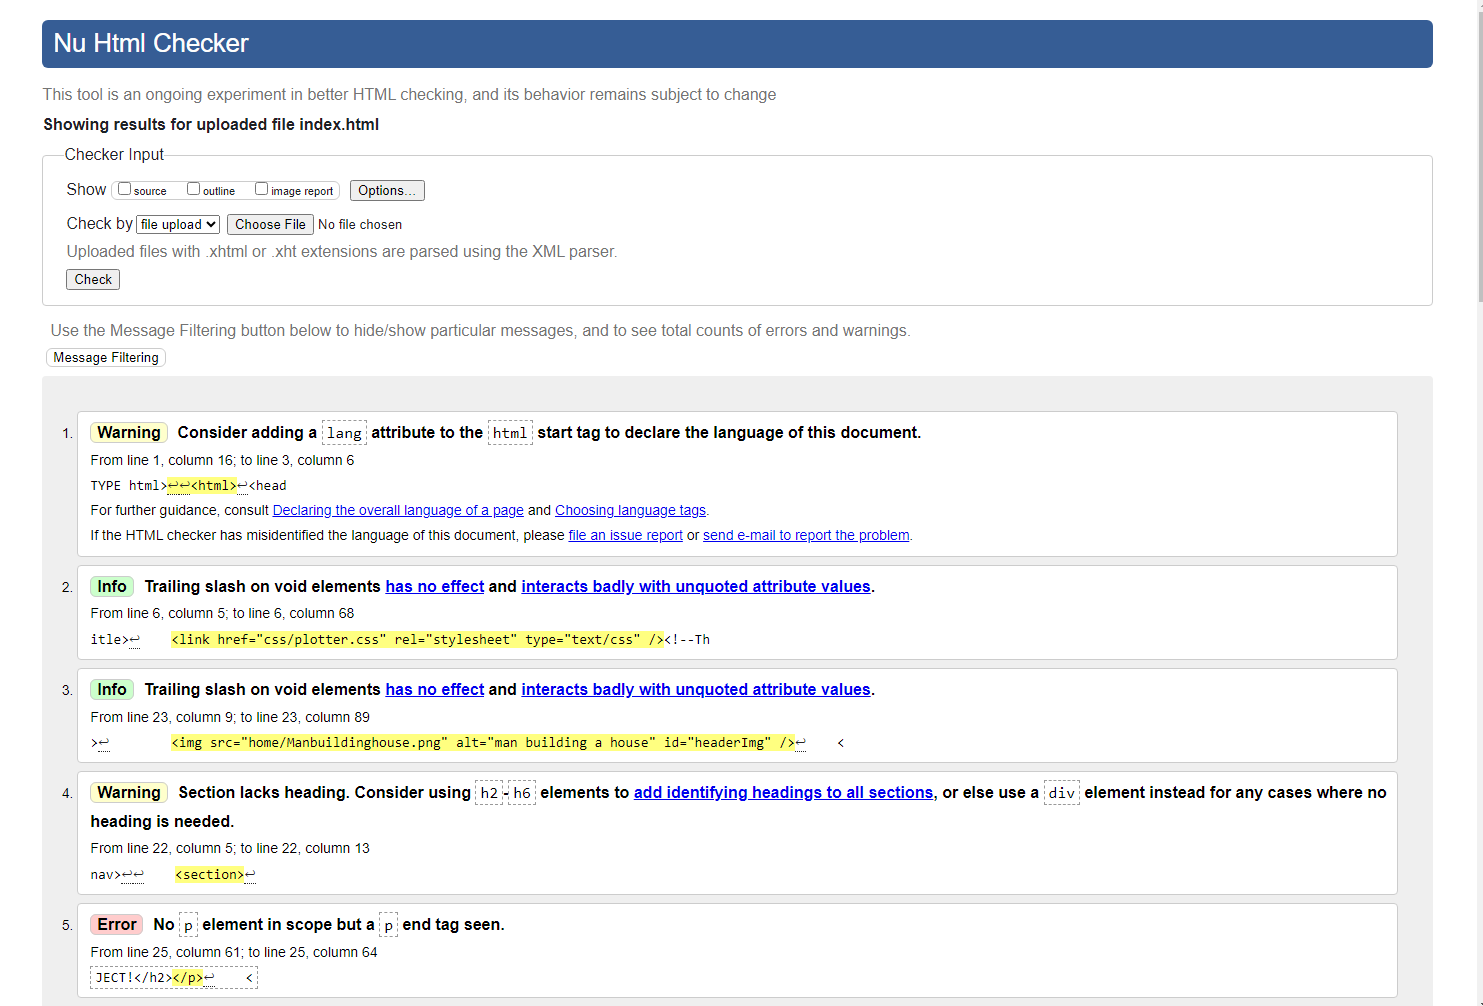 Nu Html Checker
This tool is an ongoing experiment in better HTML checking, and its behavior remains subject to change
Showing results for uploaded file index.html
Checker Input
Show source outline image report Options...
Check by file upload Choose File No file chosen
Uploaded files with .xhtml or .xht extensions are parsed using the XML parser.
Check
Use the Message Filtering button below to hide/show particular messages, and to see total counts of errors and warnings.
Message Filtering
1. Warning Consider adding a lang attribute to the html start tag to declare the language of this document.
From line 1, column 16; to line 3, column 6
TYPE html>↩↩<html>↩<head
For further guidance, consult Declaring the overall language of a page and Choosing language tags.
If the HTML checker has misidentified the language of this document, please file an issue report or send e-mail to report the problem.
2. Info Trailing slash on void elements has no effect and interacts badly with unquoted attribute values.
From line 6, column 5; to line 6, column 68
itle>↩ <link href="css/plotter.css" rel="stylesheet" type="text/css" /><!--Th
3. Info Trailing slash on void elements has no effect and interacts badly with unquoted attribute values.
From line 23, column 9; to line 23, column 89
>↩ <img src="home/Manbuildinghouse.png" alt="man building a house" id="headerImg" />↩ <
4. Warning Section lacks heading. Consider using h2-h6 elements to add identifying headings to all sections, or else use a div element instead for any cases where no
heading is needed.
From line 22, column 5; to line 22, column 13
nav>↩↩ <section>↩
5. Error No p element in scope but a p end tag seen.
From line 25, column 61; to line 25, column 64
JECT!</h2></p>↩ <